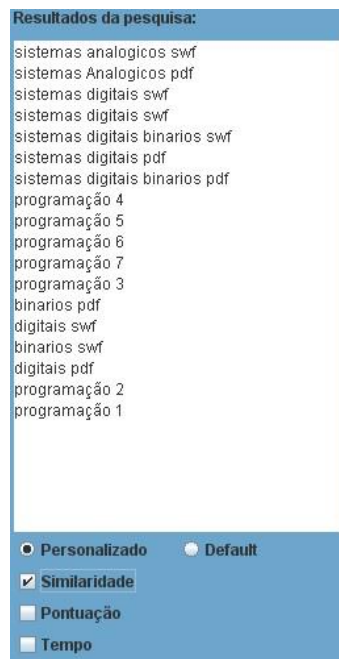 Resultados da pesquisa:
sistemas analogicos swf
sistemas Analogicos pdf
sistemas digitais swf
sistemas digitais swf
sistemas digitais binarios swf
sistemas digitais pdf
sistemas digitais binarios pdf
programação 4
programação 5
programação 6
programação 7
programação 3
binarios pdf
digitais swf
binarios swf
digitais pdf
programação 2
programação 1
Personalizado Default
Similaridade
Pontuação
Tempo